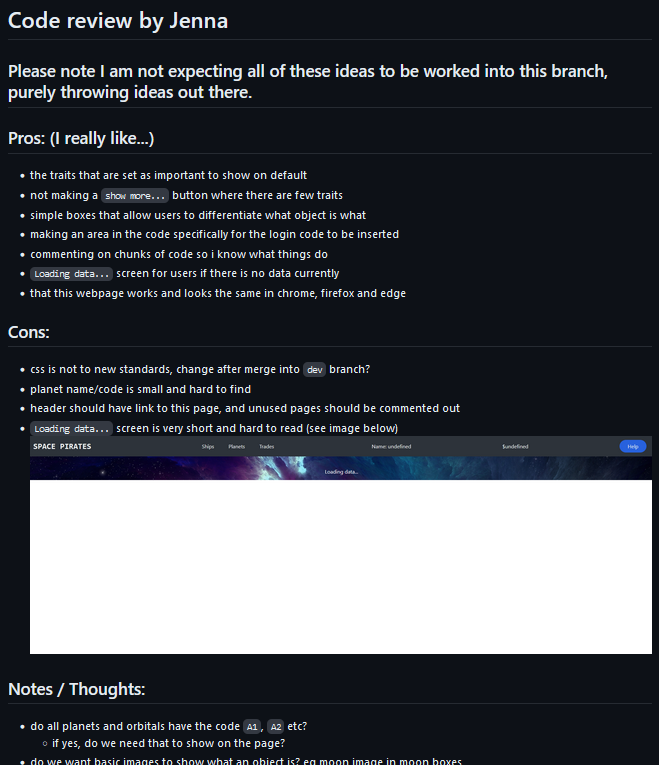 Code review by Jenna
Please note I am not expecting all of these ideas to be worked into this branch,
purely throwing ideas out there.
Pros: (I really like...)
the traits that are set as important to show on default
not making a show more... button where there are few traits
simple boxes that allow users to differentiate what object is what
making an area in the code specifically for the login code to be inserted
commenting on chunks of code so i know what things do
Loading data... screen for users if there is no data currently
that this webpage works and looks the same in chrome, firefox and edge
Cons:
css is not to new standards, change after merge into dev branch?
planet name/code is small and hard to find
header should have link to this page, and unused pages should be commented out
Loading data... screen is very short and hard to read (see image below)
SPACE PIRATES Ships Planets Trades Name: undefined $undefined Help
Loading data...
Notes / Thoughts:
do all planets and orbitals have the code A1, A2 etc?
if yes, do we need that to show on the page?
do we want basic images to show what an object is? eg moon image in moon boxes